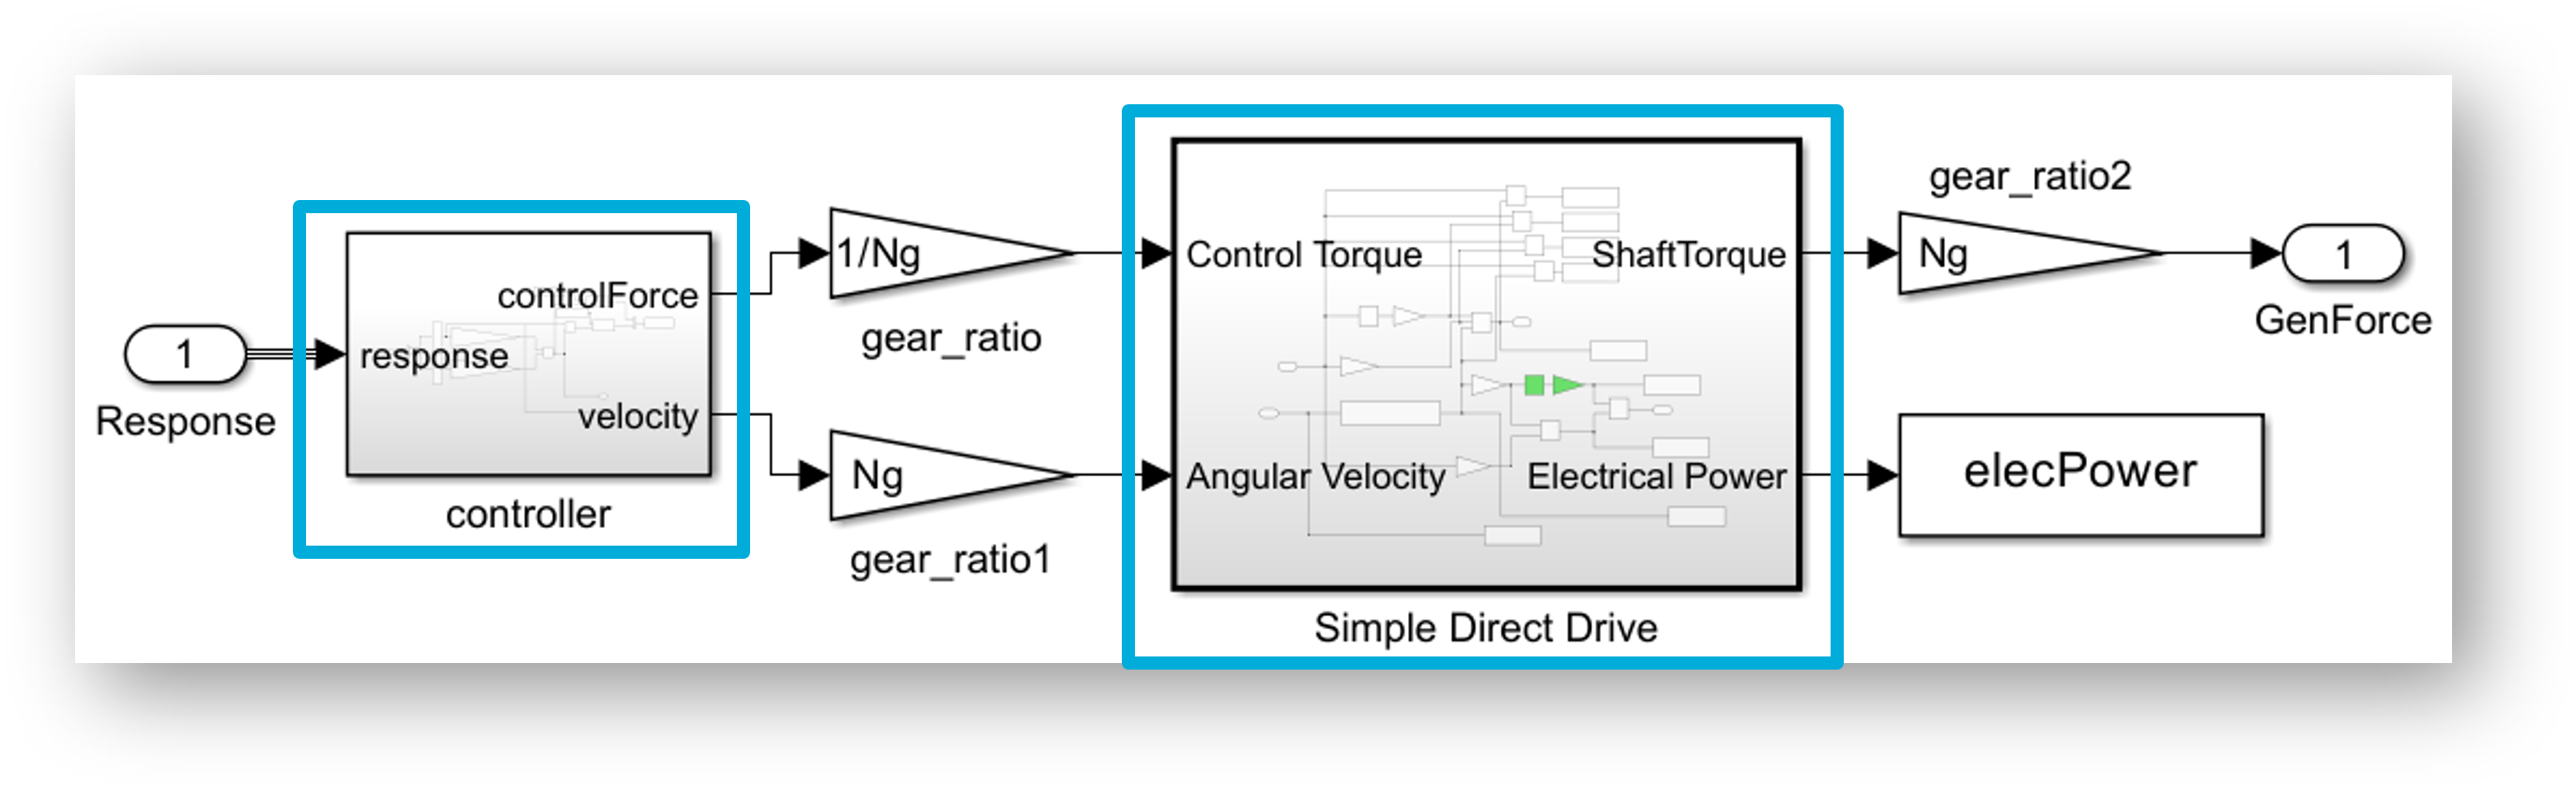 1
Response
response
controlForce
velocity
controller
1/Ng
gear_ratio
Ng
gear_ratio1
Control Torque
Angular Velocity
ShaftTorque
Electrical Power
Simple Direct Drive
gear_ratio2
Ng
1
GenForce
elecPower